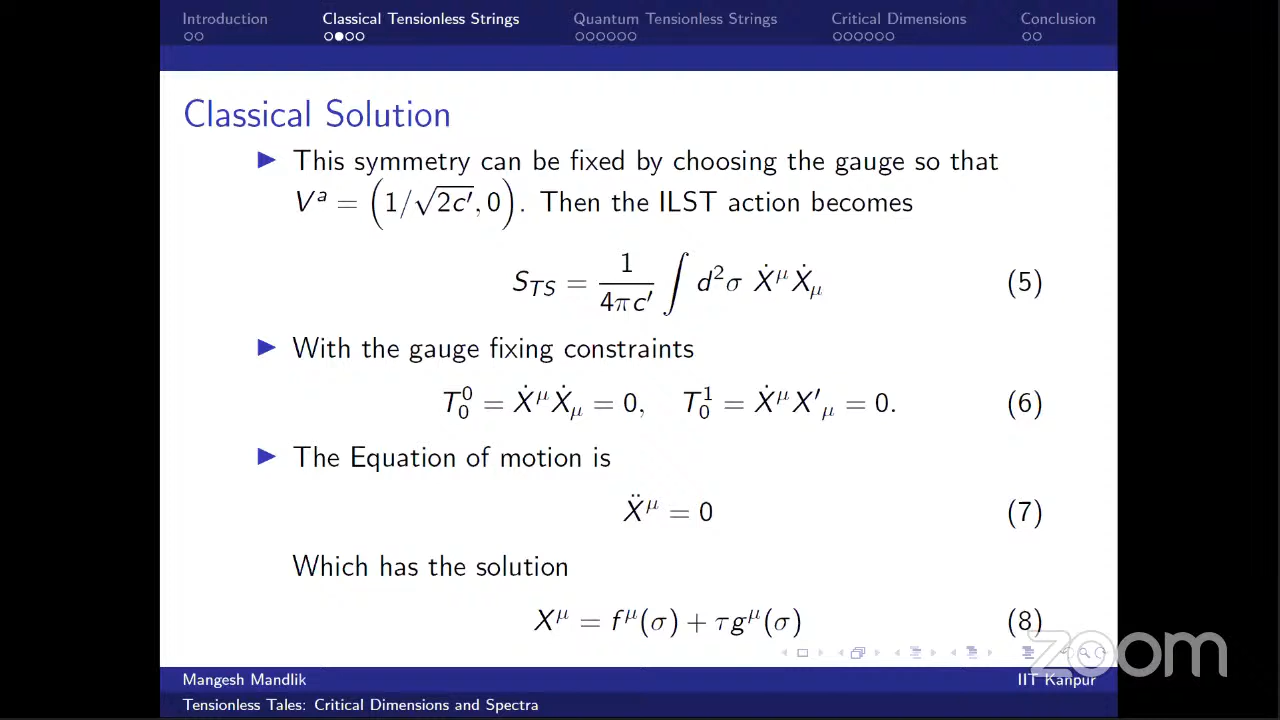 Introduction Classical Tensionless Strings Quantum Tensionless Strings Critical Dimensions Conclusion
Classical Solution
This symmetry can be fixed by choosing the gauge so that
V^a = (1/√2c′, 0). Then the ILST action becomes
S_TS = 1/4πc′ ∫ d²σ Ẋ^μ Ẋ_μ (5)
With the gauge fixing constraints
T^0_0 = Ẋ^μ Ẋ_μ = 0, T^1_0 = Ẋ^μ X′_μ = 0. (6)
The Equation of motion is
Ẍ^μ = 0 (7)
Which has the solution
X^μ = f^μ(σ) + τg^μ(σ) (8)
zoom
Mangesh Mandlik IIT Kanpur
Tensionless Tales: Critical Dimensions and Spectra